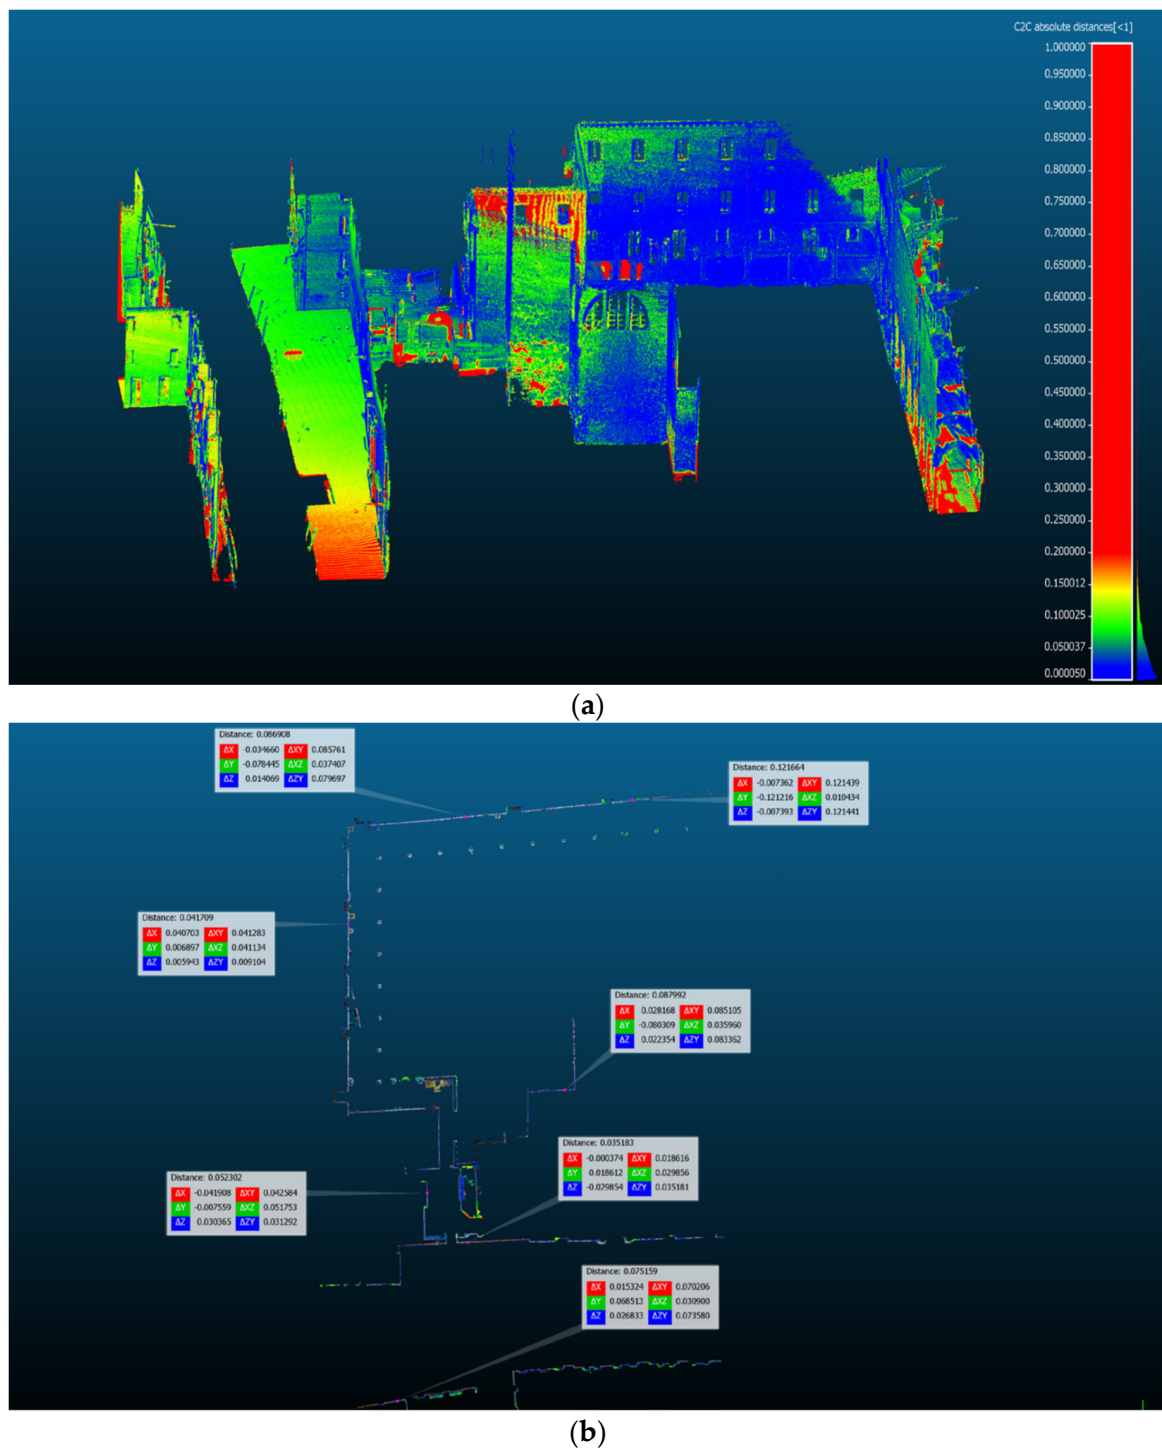 C2C absolute distances[<1]
1.000000
0.950000
0.900000
0.850000
0.800000
0.750000
0.700000
0.650000
0.600000
0.550000
0.500000
0.450000
0.400000
0.350000
0.300000
0.250000
0.200000
0.150012
0.100025
0.050037
0.000050
(a)
Distance: 0.086908
ΔX -0.034660 ΔXY 0.085761
ΔY -0.078445 ΔXZ 0.037407
ΔZ 0.014069 ΔZY 0.079697
Distance: 0.121664
ΔX -0.007362 ΔXY 0.121439
ΔY -0.121216 ΔXZ 0.010434
ΔZ -0.007393 ΔZY 0.121441
Distance: 0.041709
ΔX 0.040703 ΔXY 0.041283
ΔY 0.006897 ΔXZ 0.041134
ΔZ 0.005943 ΔZY 0.009104
Distance: 0.087992
ΔX 0.028168 ΔXY 0.085105
ΔY -0.080309 ΔXZ 0.035960
ΔZ 0.022354 ΔZY 0.083362
Distance: 0.035183
ΔX -0.000374 ΔXY 0.018616
ΔY 0.018612 ΔXZ 0.029856
ΔZ -0.029854 ΔZY 0.035181
Distance: 0.052302
ΔX -0.041908 ΔXY 0.042584
ΔY -0.007559 ΔXZ 0.051753
ΔZ 0.030365 ΔZY 0.031292
Distance: 0.075159
ΔX 0.015324 ΔXY 0.070206
ΔY 0.068513 ΔXZ 0.030900
ΔZ 0.026833 ΔZY 0.073580
(b)